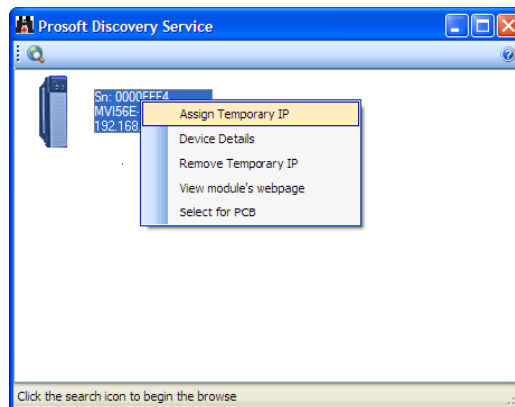 Prosoft Discovery Service
Sn: 0000EFF4
MVI56E-
192.168.
Assign Temporary IP
Device Details
Remove Temporary IP
View module's webpage
Select for PCB
Click the search icon to begin the browse